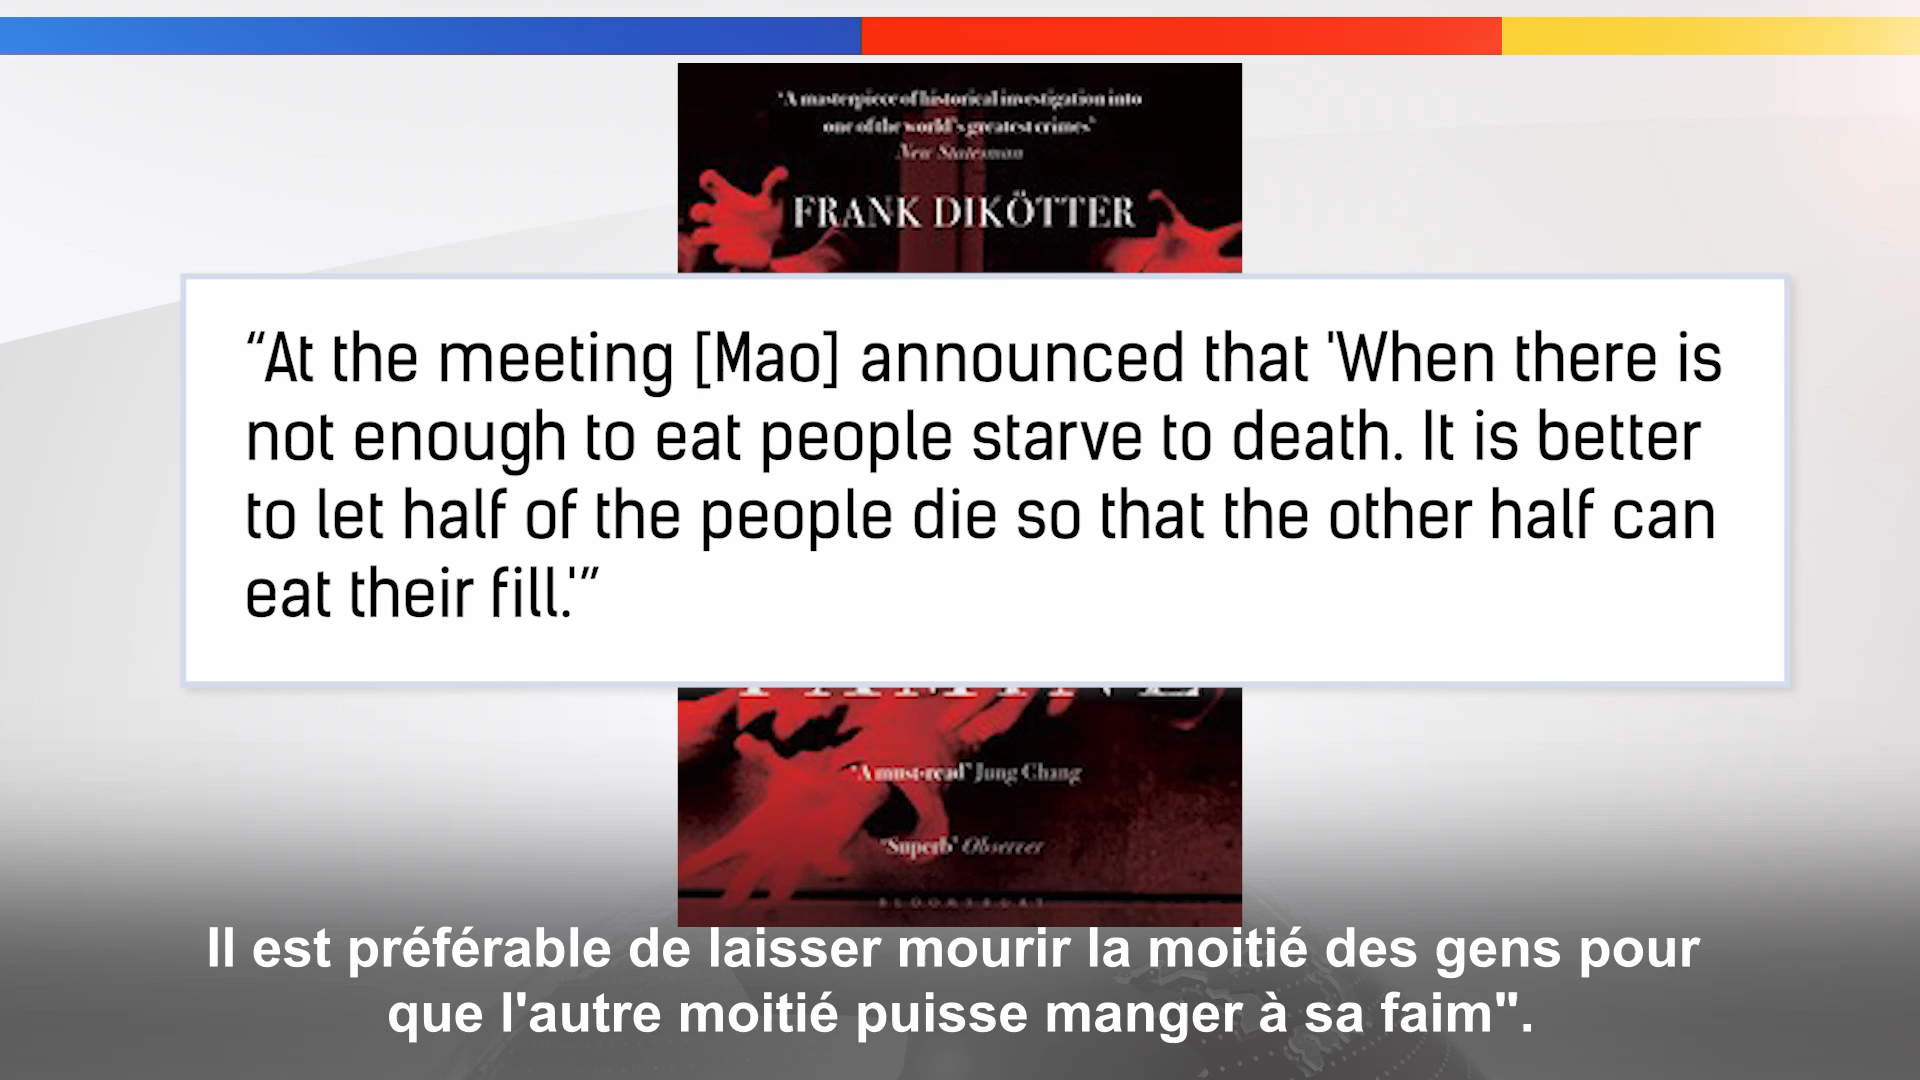 'A masterpiece of historical investigation into
one of the world's greatest crimes'
New Statesman
FRANK DIKÖTTER
“At the meeting [Mao] announced that 'When there is
not enough to eat people starve to death. It is better
to let half of the people die so that the other half can
eat their fill.'”
FAMINE
'A must-read' Jung Chang
'Superb' Observer
BLOOMSBURY
Il est préférable de laisser mourir la moitié des gens pour
que l'autre moitié puisse manger à sa faim".